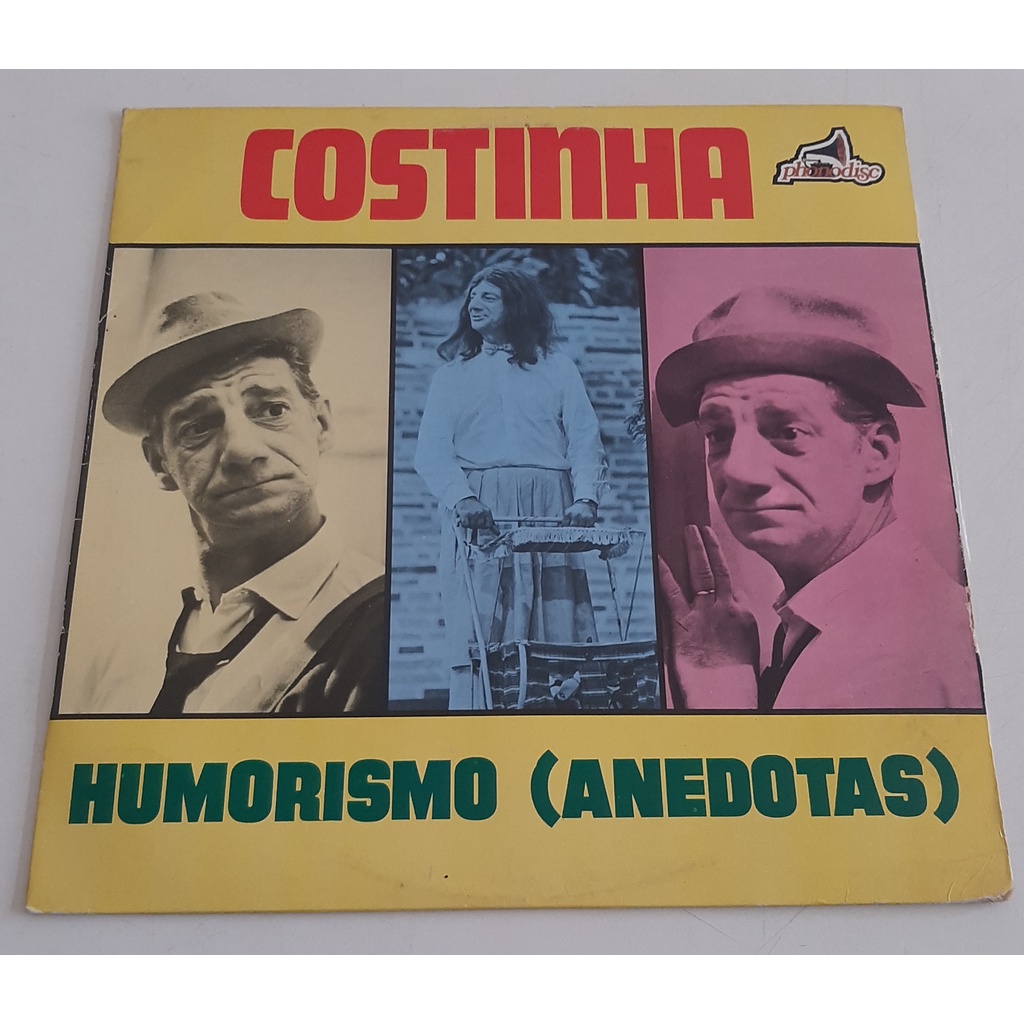 COSTINHA
phonodisc
HUMORISMO (ANEDOTAS)